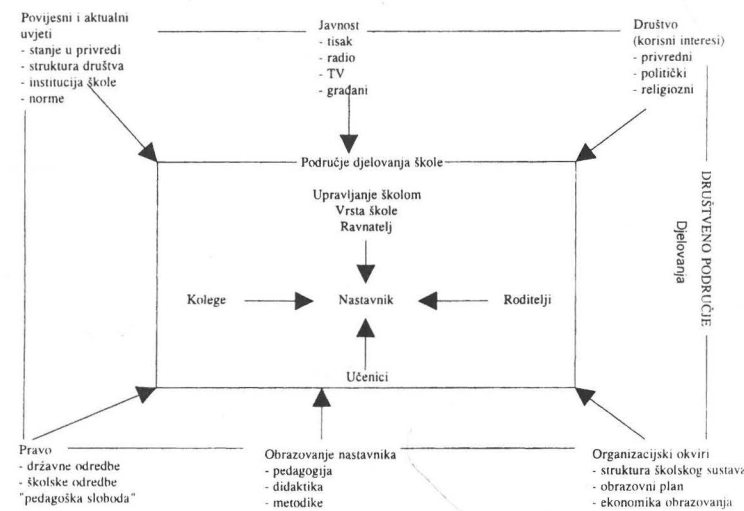 Povijesni i aktualni
uvjeti
- stanje u privredi
- struktura društva
- institucija škole
- norme
Javnost
- tisak
- radio
- TV
- građani
Društvo
(korisni interesi)
- privredni
- politički
- religiozni
Područje djelovanja škole
Upravljanje školom
Vrsta škole
Ravnatelj
Kolege
Nastavnik
Roditelji
Učenici
DRUŠTVENO PODRUČJE
Djelovanja
Pravo
- državne odredbe
- školske odredbe
"pedagoška sloboda"
Obrazovanje nastavnika
- pedagogija
- didaktika
- metodike
Organizacijski okviri
- struktura školskog sustava
- obrazovni plan
- ekonomika obrazovanja